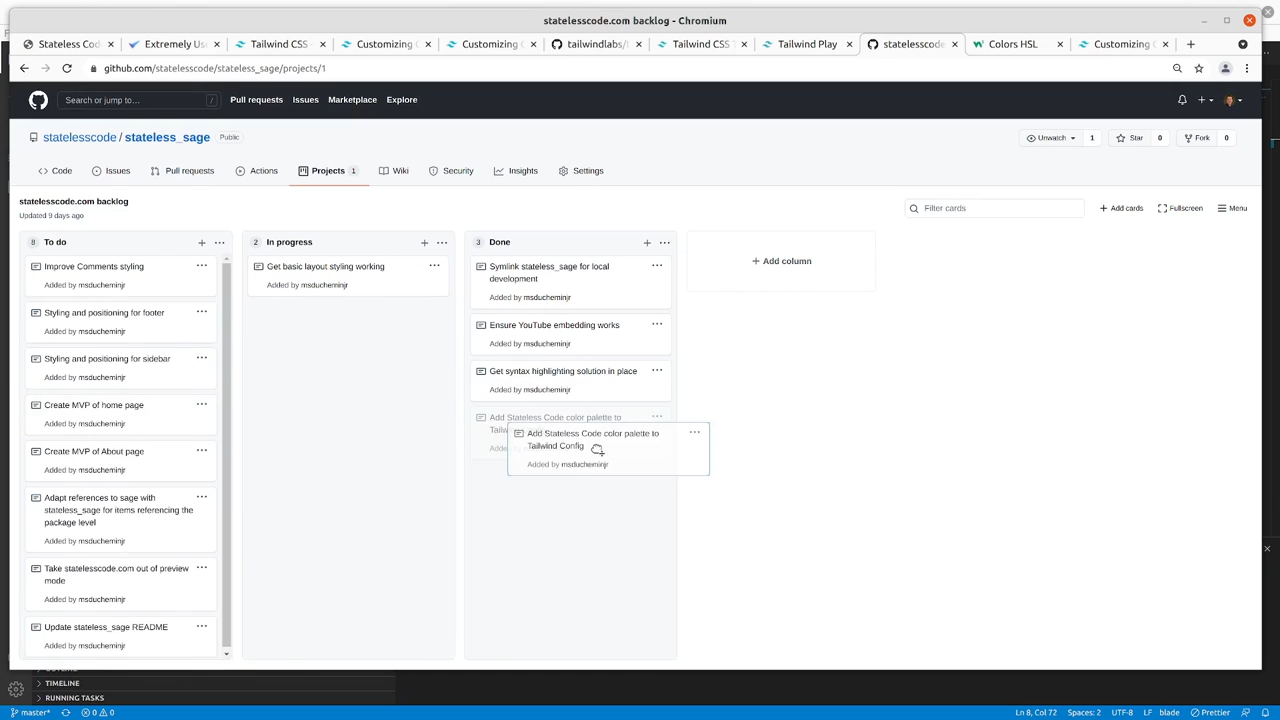 statelesscode.com backlog - Chromium
Stateless Cod
Extremely Us
Tailwind CSS
Customizing C
Customizing C
tailwindlabs/
Tailwind CSS
Tailwind Play
statelesscode
Colors HSL
Customizing C
github.com/statelesscode/stateless_sage/projects/1
Search or jump to…
/
Pull requests
Issues
Marketplace
Explore
statelesscode / stateless_sage
Public
Unwatch
1
Star
0
Fork
0
Code
Issues
Pull requests
Actions
Projects 1
Wiki
Security
Insights
Settings
statelesscode.com backlog
Updated 9 days ago
Filter cards
+ Add cards
Fullscreen
Menu
8 To do
Improve Comments styling
Added by msducheminjr
Styling and positioning for footer
Added by msducheminjr
Styling and positioning for sidebar
Added by msducheminjr
Create MVP of home page
Added by msducheminjr
Create MVP of About page
Added by msducheminjr
Adapt references to sage with
stateless_sage for items referencing the
package level
Added by msducheminjr
Take statelesscode.com out of preview
mode
Added by msducheminjr
Update stateless_sage README
Added by msducheminjr
2 In progress
Get basic layout styling working
Added by msducheminjr
3 Done
Symlink stateless_sage for local
development
Added by msducheminjr
Ensure YouTube embedding works
Added by msducheminjr
Get syntax highlighting solution in place
Added by msducheminjr
Add Stateless Code color palette to
Add Stateless Code color palette to
Tailwind Config
Added by msducheminjr
+ Add column
TIMELINE
RUNNING TASKS
master*
0
0
Ln 8, Col 72
Spaces: 2
UTF-8
LF
blade
Prettier